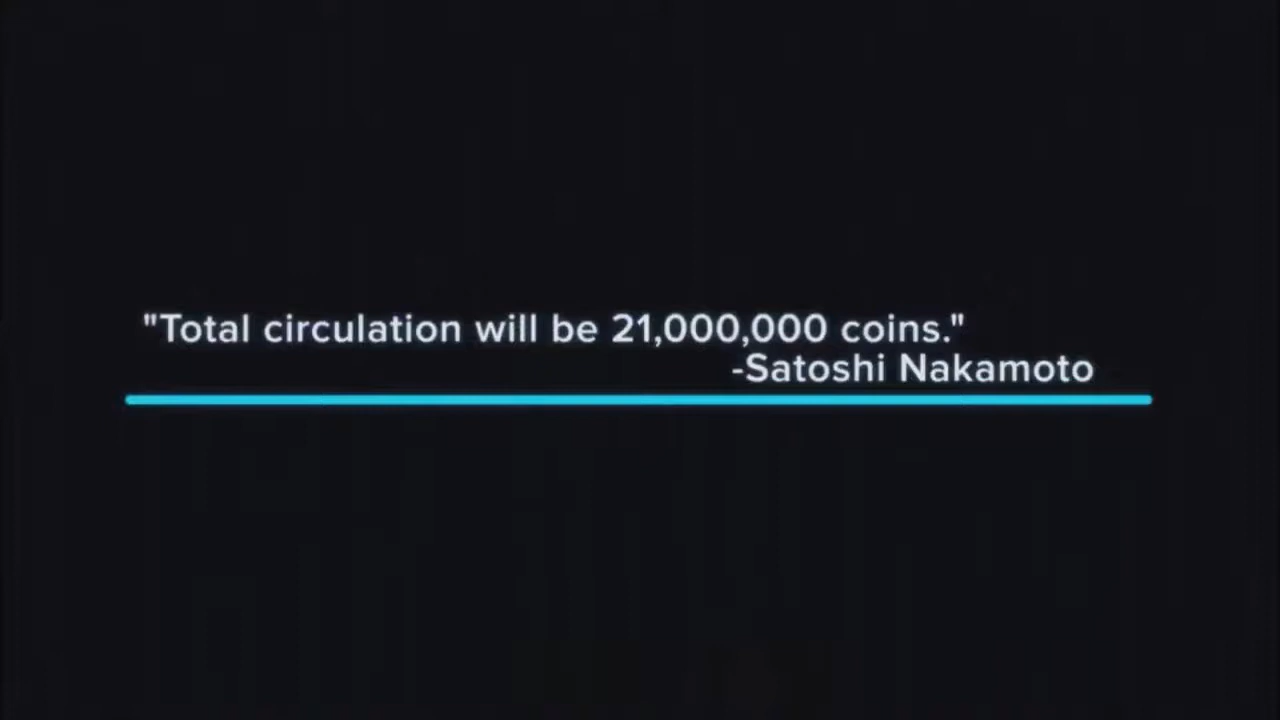 "Total circulation will be 21,000,000 coins."
-Satoshi Nakamoto